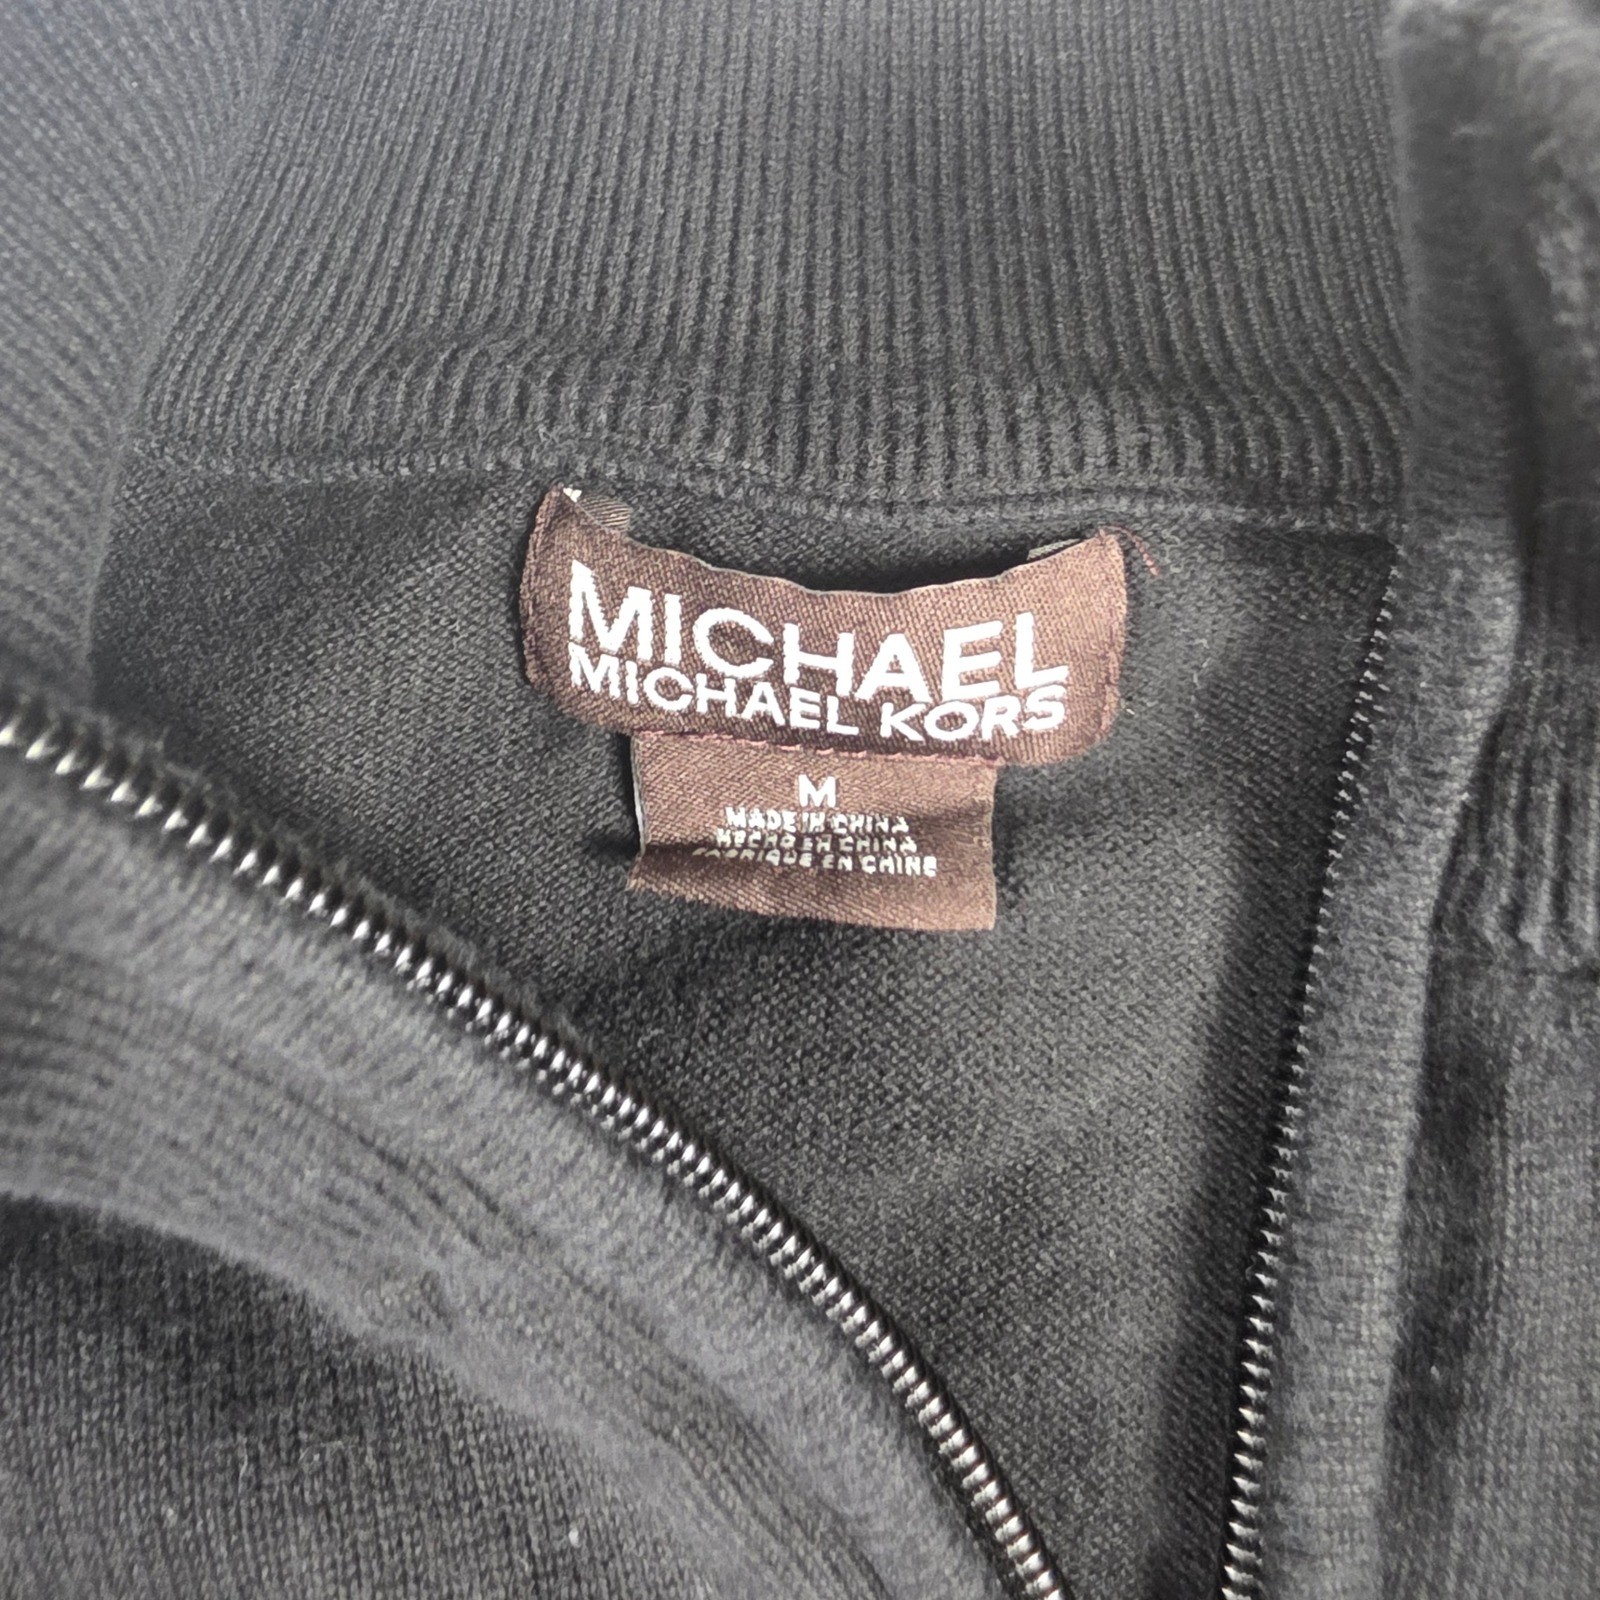 MICHAEL
MICHAEL KORS
M
MADE IN CHINA
HECHO EN CHINA
FABRIQUE EN CHINE